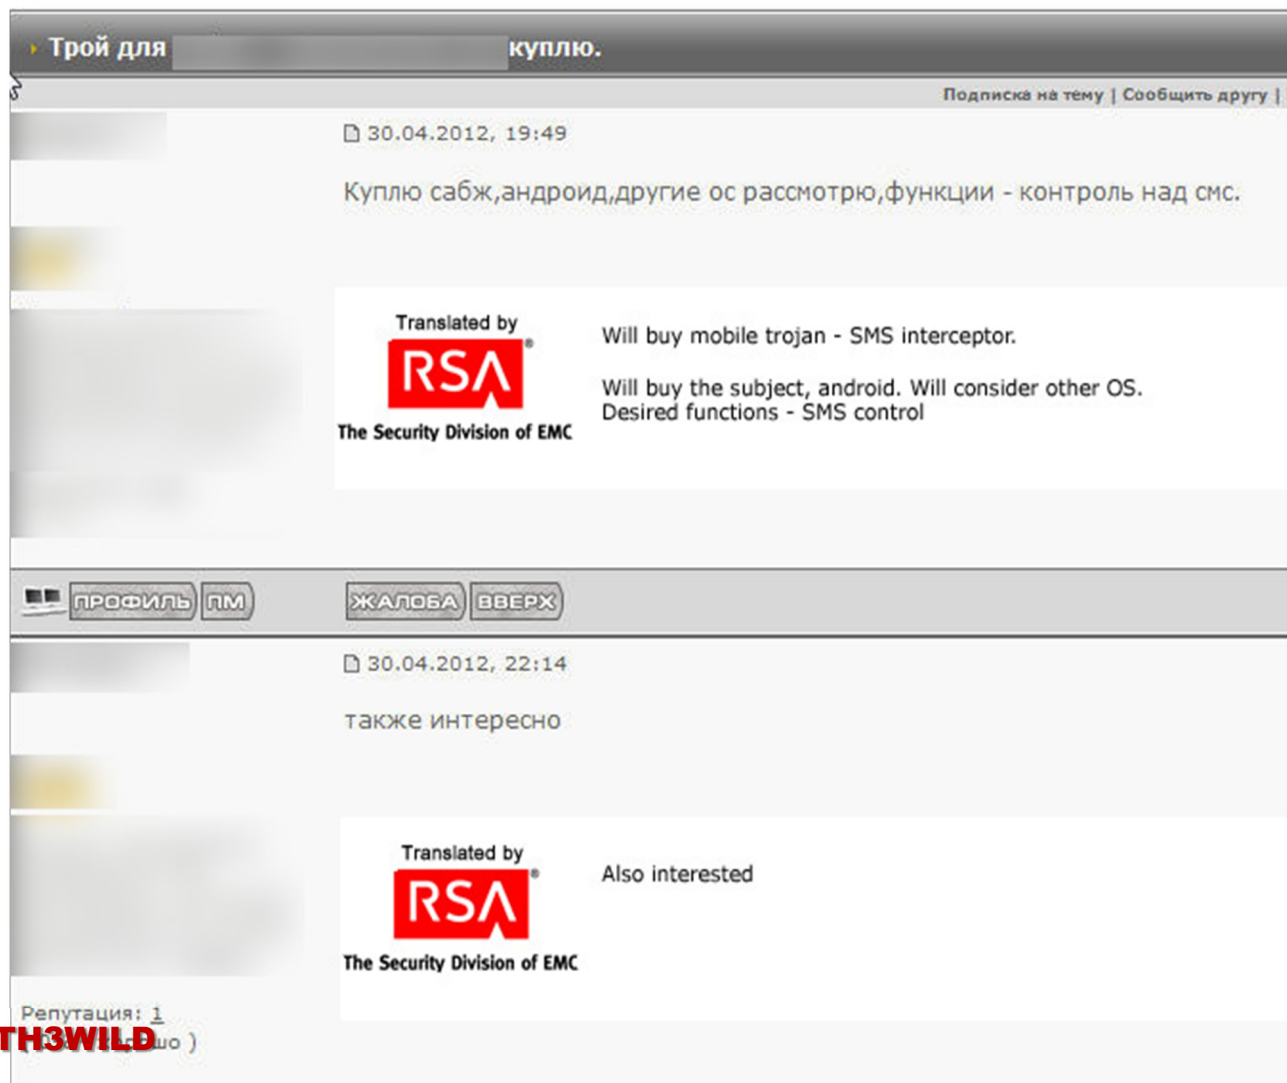 Трой для куплю.
Подписка на тему | Сообщить другу |
30.04.2012, 19:49
Куплю сабж,андроид,другие ос рассмотрю,функции - контроль над смс.
Translated by
RSA®
The Security Division of EMC
Will buy mobile trojan - SMS interceptor.
Will buy the subject, android. Will consider other OS.
Desired functions - SMS control
ПРОФИЛЬ ПМ ЖАЛОБА ВВЕРХ
30.04.2012, 22:14
также интересно
Translated by
RSA®
The Security Division of EMC
Also interested
Репутация: 1
TH3WILD